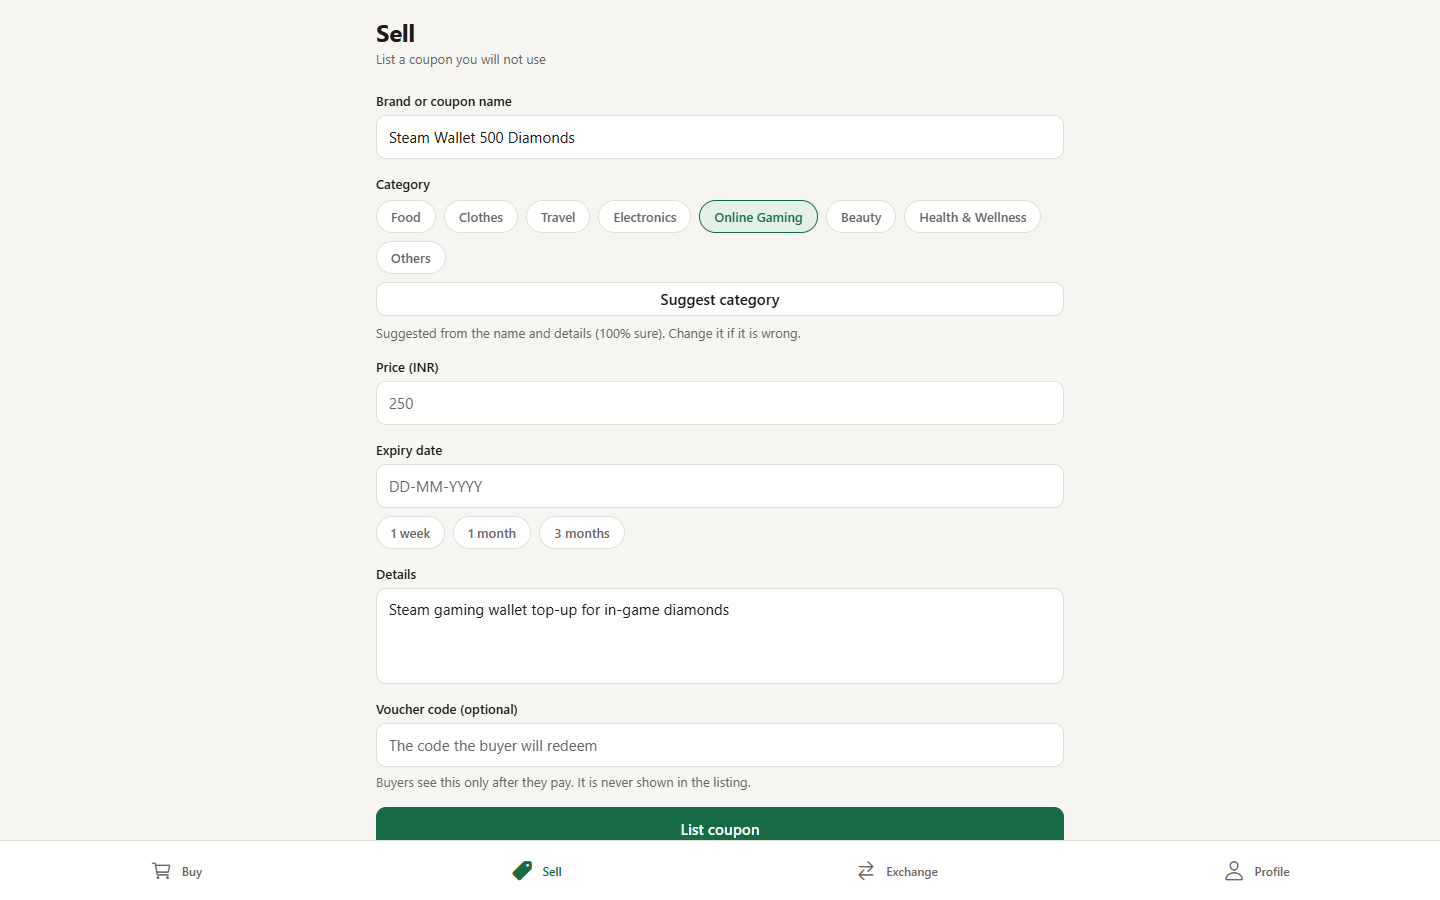 Sell
List a coupon you will not use
Brand or coupon name
Steam Wallet 500 Diamonds
Category
Food Clothes Travel Electronics Online Gaming Beauty Health & Wellness
Others
Suggest category
Suggested from the name and details (100% sure). Change it if it is wrong.
Price (INR)
250
Expiry date
DD-MM-YYYY
1 week 1 month 3 months
Details
Steam gaming wallet top-up for in-game diamonds
Voucher code (optional)
The code the buyer will redeem
Buyers see this only after they pay. It is never shown in the listing.
List coupon
Buy Sell Exchange Profile